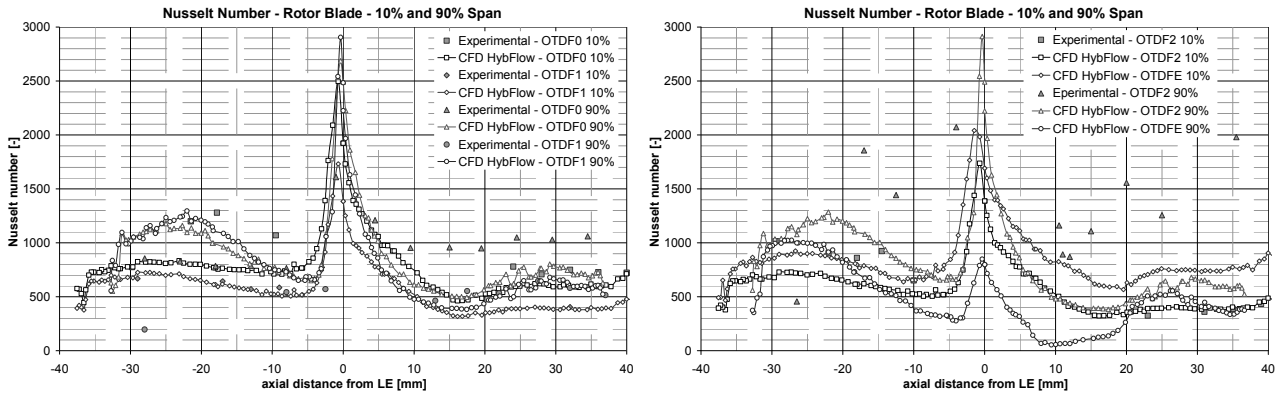 Nusselt Number - Rotor Blade - 10% and 90% Span
3000
2500
2000
1500
1000
500
0
-40
-30
-20
-10
0
10
20
30
40
Nusselt number [-]
axial distance from LE [mm]
Experimental - OTDF0 10%
CFD HybFlow - OTDF0 10%
Experimental - OTDF1 10%
CFD HybFlow - OTDF1 10%
Experimental - OTDF0 90%
CFD HybFlow - OTDF0 90%
Experimental - OTDF1 90%
CFD HybFlow - OTDF1 90%
Nusselt Number - Rotor Blade - 10% and 90% Span
3000
2500
2000
1500
1000
500
0
-40
-30
-20
-10
0
10
20
30
40
Nusselt number [-]
axial distance from LE [mm]
Experimental - OTDF2 10%
CFD HybFlow - OTDF2 10%
CFD HybFlow - OTDFE 10%
Eperimental - OTDF2 90%
CFD HybFlow - OTDF2 90%
CFD HybFlow - OTDFE 90%